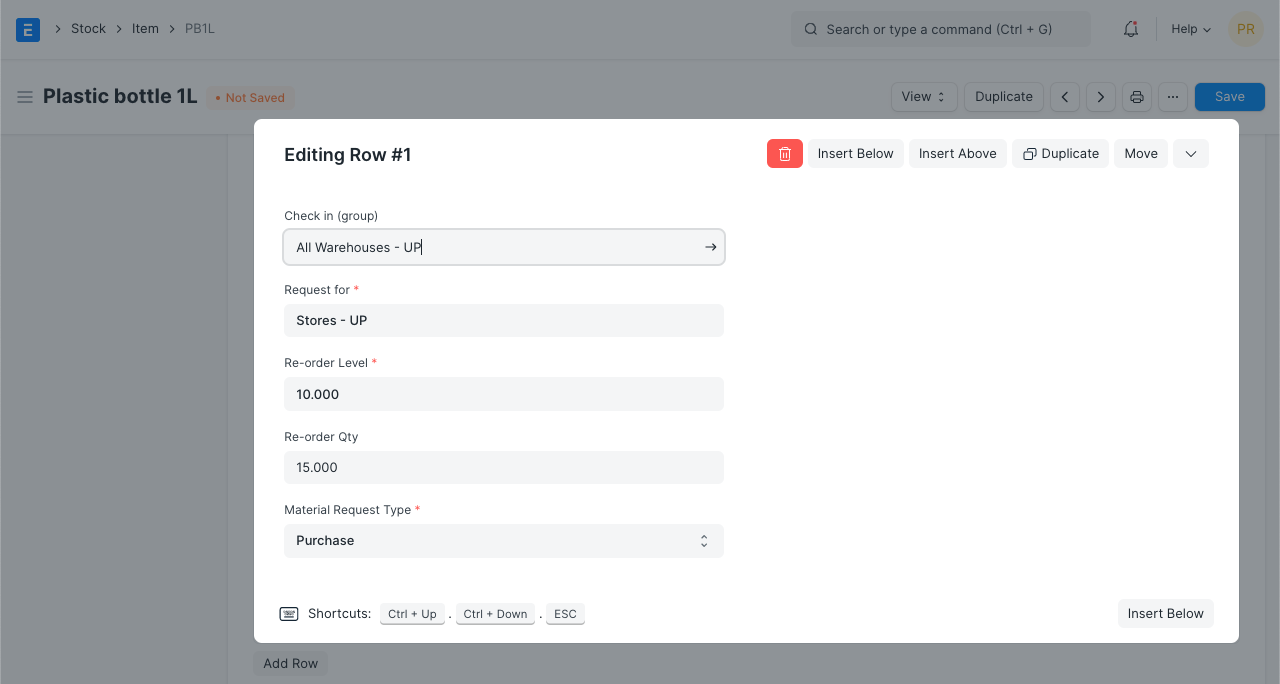 E > Stock > Item > PB1L
Search or type a command (Ctrl + G)
Help
PR
Plastic bottle 1L
• Not Saved
View
Duplicate
···
Save
Editing Row #1
Insert Below
Insert Above
Duplicate
Move
Check in (group)
All Warehouses - UP
Request for *
Stores - UP
Re-order Level *
10.000
Re-order Qty
15.000
Material Request Type *
Purchase
Shortcuts: Ctrl + Up . Ctrl + Down . ESC
Insert Below
Add Row